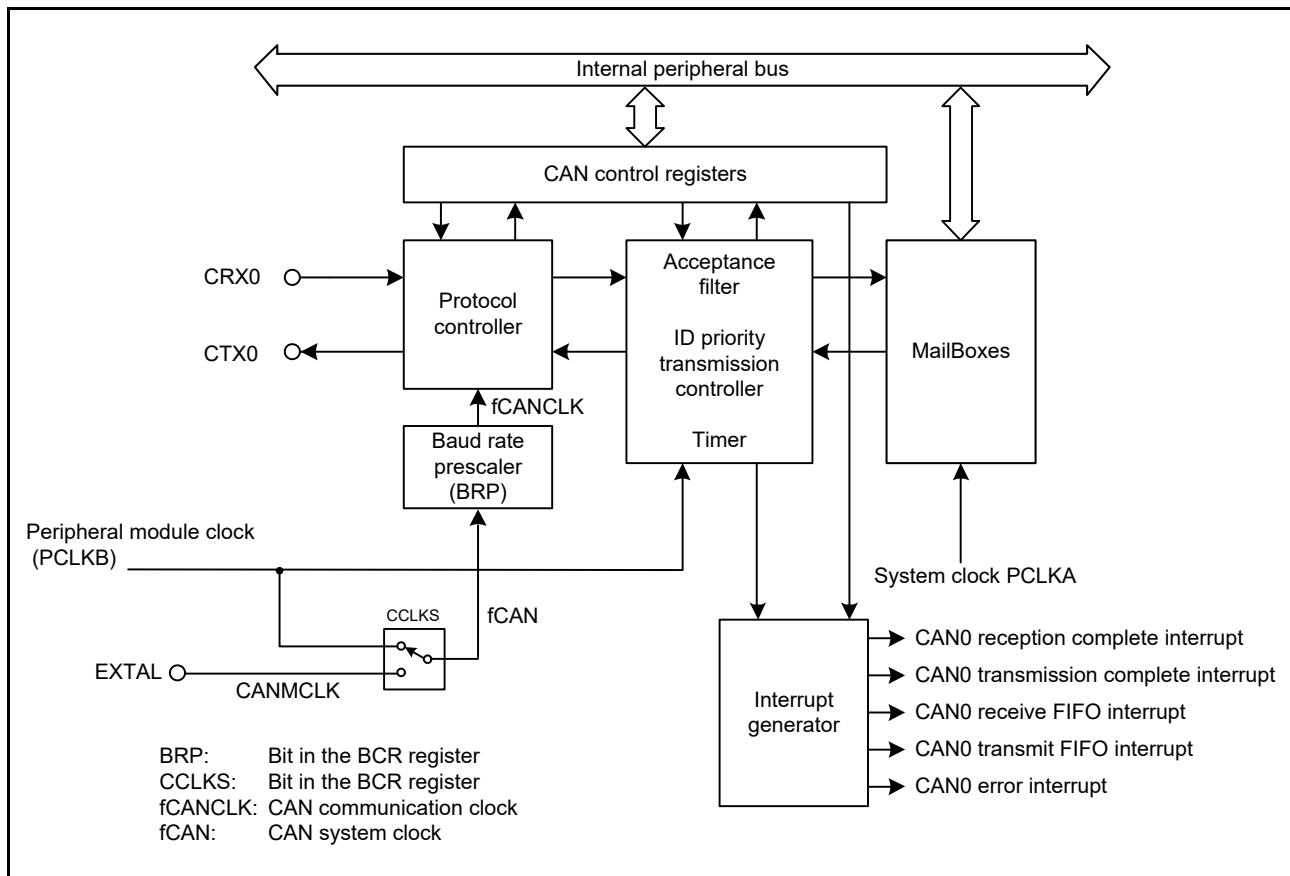 Internal peripheral bus
CAN control registers
CRX0
CTX0
Protocol
controller
Acceptance
filter
ID priority
transmission
controller
Timer
MailBoxes
fCANCLK
Baud rate
prescaler
(BRP)
Peripheral module clock
(PCLKB)
System clock PCLKA
CCLKS
fCAN
EXTAL
CANMCLK
Interrupt
generator
CAN0 reception complete interrupt
CAN0 transmission complete interrupt
CAN0 receive FIFO interrupt
CAN0 transmit FIFO interrupt
CAN0 error interrupt
BRP: Bit in the BCR register
CCLKS: Bit in the BCR register
fCANCLK: CAN communication clock
fCAN: CAN system clock